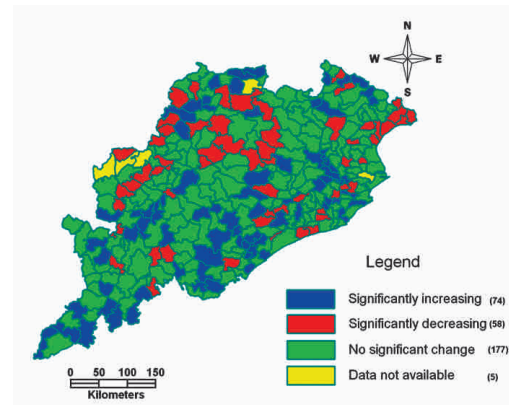 N
W E
S
Legend
Significantly increasing (74)
Significantly decreasing (58)
No significant change (177)
Data not available (5)
0 50 100 150
Kilometers